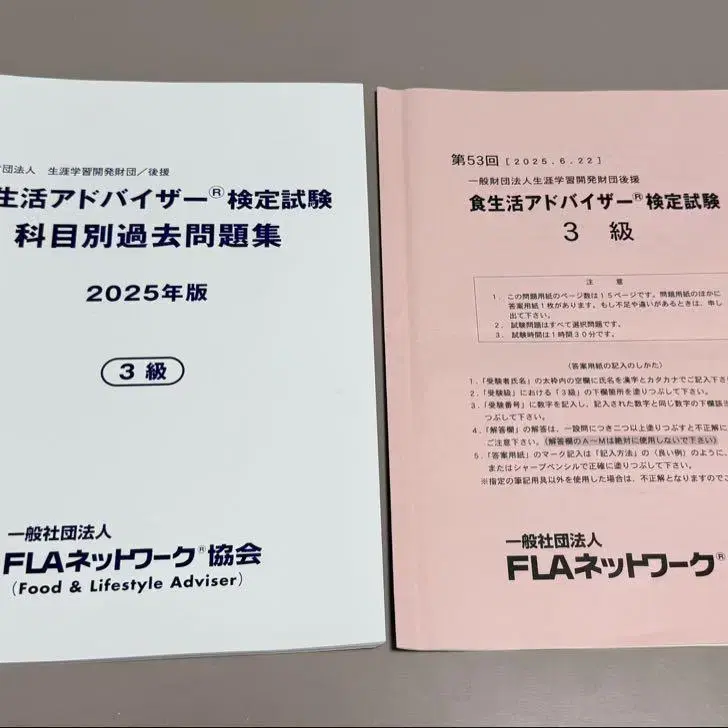 団法人 生涯学習開発財団／後援
生活アドバイザー®検定試験
科目別過去問題集
2025年版
3級
一般社団法人
FLAネットワーク®協会
(Food & Lifestyle Adviser)
第53回［2025.6.22］
一般財団法人生涯学習開発財団後援
食生活アドバイザー®検定試験
3 級
注 意
1．この問題用紙のページ数は15ページです。問題用紙のほかに
答案用紙1枚があります。もし不足や違いがあるときは、申し
出て下さい。
2．試験問題はすべて選択問題です。
3．試験時間は1時間30分です。
〈答案用紙の記入のしかた〉
1．「受験者氏名」の太枠内の空欄に氏名を漢字とカタカナでご記入下さ
2．「受験級」における「3級」の下欄箇所を塗りつぶして下さい。
3．「受験番号」に数字を記入し、記入された数字と同じ数字の下欄該当
つぶして下さい。
4．「解答欄」の解答は、一設問につき二つ以上塗りつぶすと不正解に
ご注意下さい。(解答欄のA～Mは絶対に使用しないで下さい)
5．「答案用紙」のマーク記入は「記入方法」の（良い例）のように、
またはシャープペンシルで正確に塗りつぶして下さい。
※指定の筆記用具以外を使用した場合は、不正解となりますのでご
一般社団法人
FLAネットワーク®